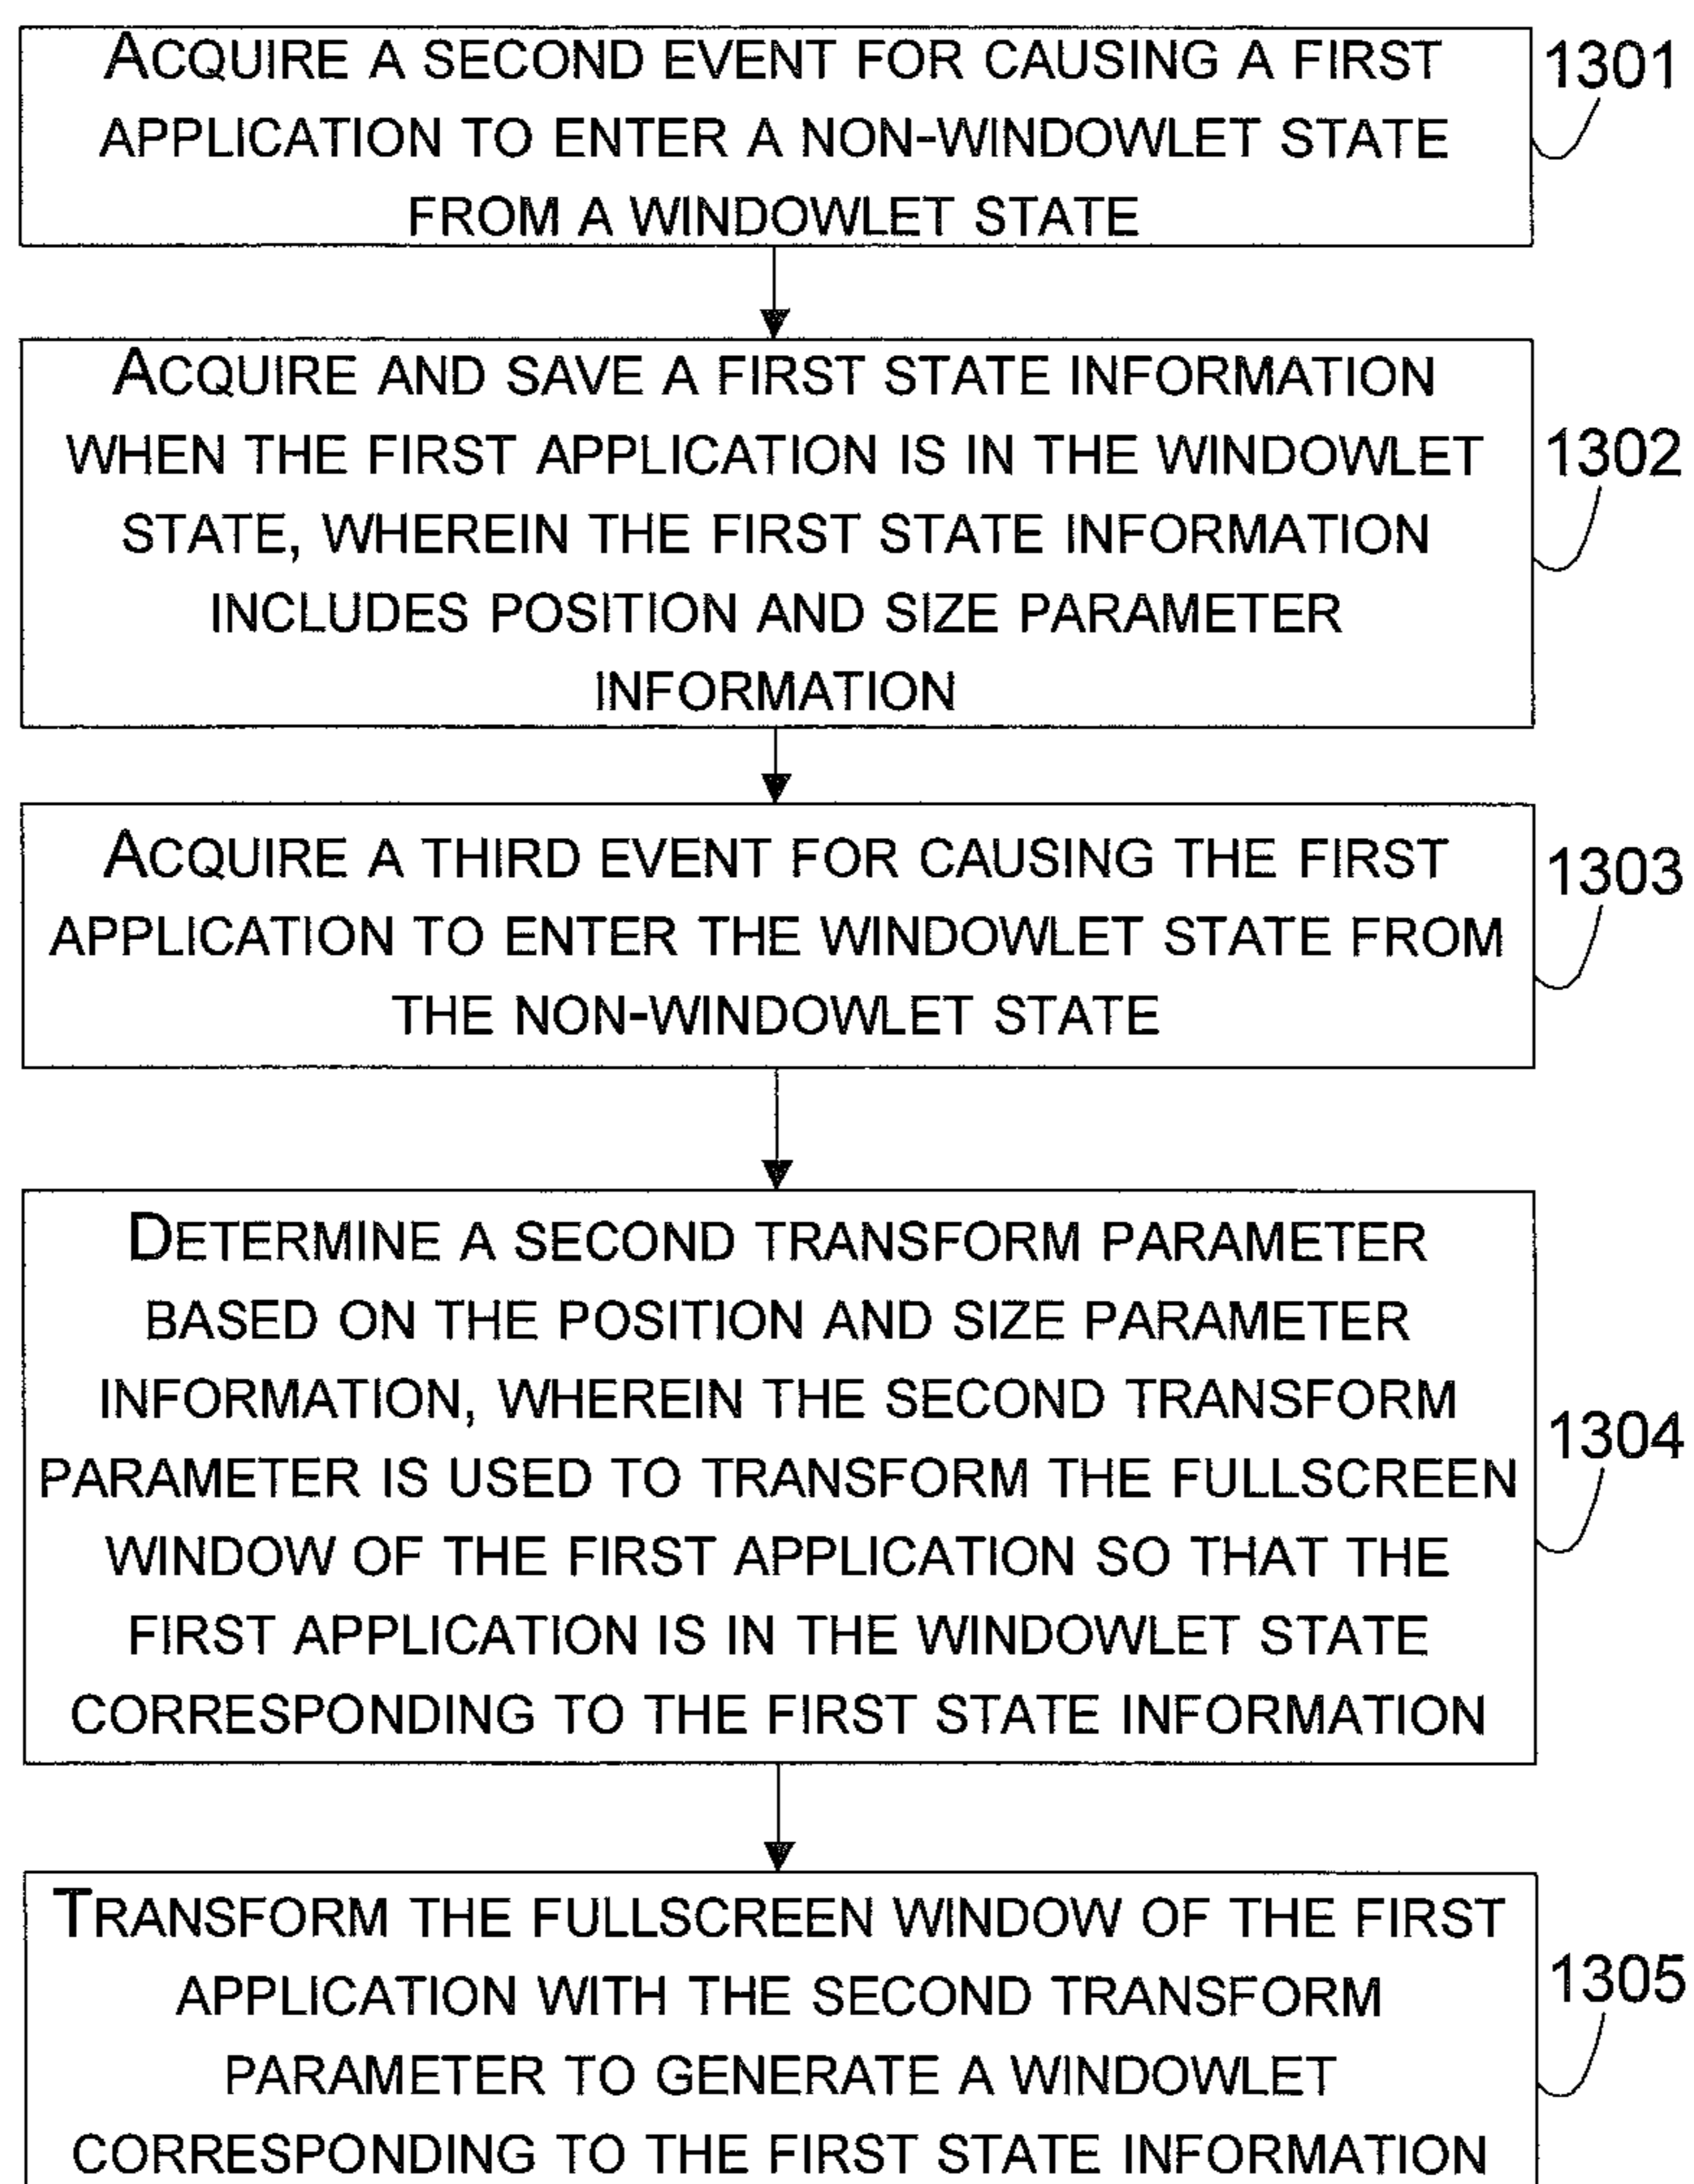 ACQUIRE A SECOND EVENT FOR CAUSING A FIRST
APPLICATION TO ENTER A NON-WINDOWLET STATE
FROM A WINDOWLET STATE
1301
ACQUIRE AND SAVE A FIRST STATE INFORMATION
WHEN THE FIRST APPLICATION IS IN THE WINDOWLET
STATE, WHEREIN THE FIRST STATE INFORMATION
INCLUDES POSITION AND SIZE PARAMETER
INFORMATION
1302
ACQUIRE A THIRD EVENT FOR CAUSING THE FIRST
APPLICATION TO ENTER THE WINDOWLET STATE FROM
THE NON-WINDOWLET STATE
1303
DETERMINE A SECOND TRANSFORM PARAMETER
BASED ON THE POSITION AND SIZE PARAMETER
INFORMATION, WHEREIN THE SECOND TRANSFORM
PARAMETER IS USED TO TRANSFORM THE FULLSCREEN
WINDOW OF THE FIRST APPLICATION SO THAT THE
FIRST APPLICATION IS IN THE WINDOWLET STATE
CORRESPONDING TO THE FIRST STATE INFORMATION
1304
TRANSFORM THE FULLSCREEN WINDOW OF THE FIRST
APPLICATION WITH THE SECOND TRANSFORM
PARAMETER TO GENERATE A WINDOWLET
CORRESPONDING TO THE FIRST STATE INFORMATION
1305